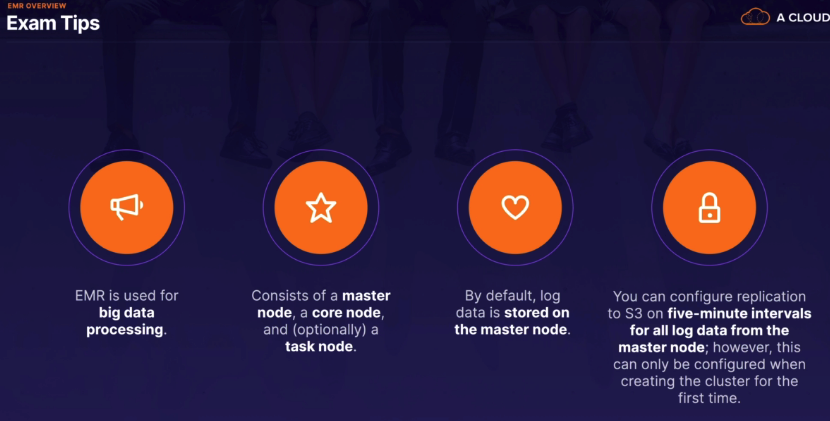 EMR OVERVIEW
Exam Tips
A CLOUD
EMR is used for
big data
processing.
Consists of a master
node, a core node,
and (optionally) a
task node.
By default, log
data is stored on
the master node.
You can configure replication
to S3 on five-minute intervals
for all log data from the
master node; however, this
can only be configured when
creating the cluster for the
first time.